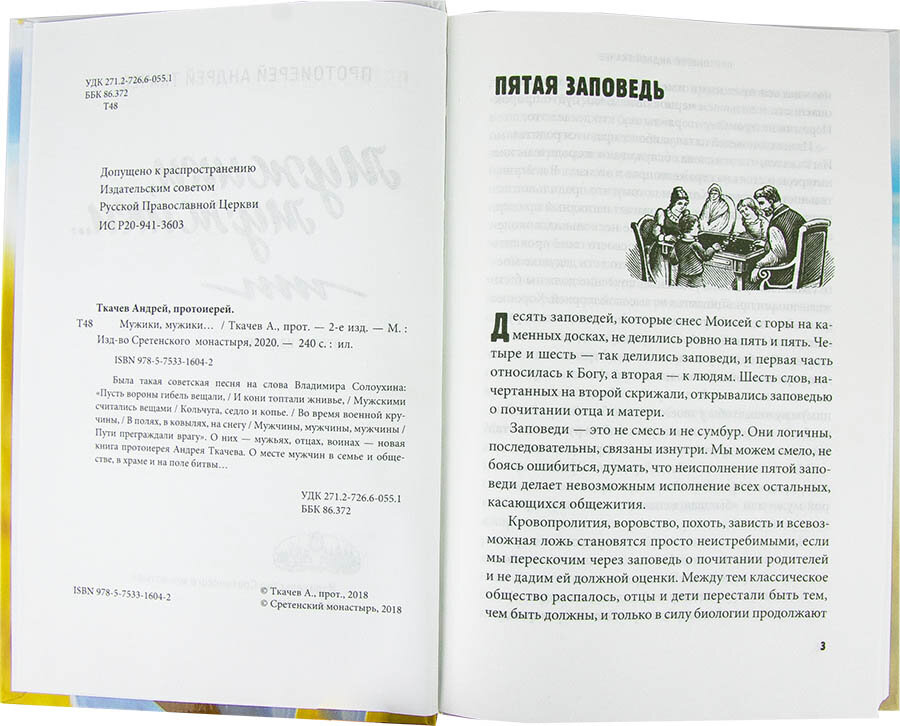 УДК 271.2-726.6-055.1
ББК 86.372
Т48
Допущено к распространению
Издательским советом
Русской Православной Церкви
ИС Р20-941-3603
Ткачев Андрей, протоиерей.
Т48 Мужики, мужики… / Ткачев А., прот. — 2-е изд. — М. :
Изд-во Сретенского монастыря, 2020. — 240 с. : ил.
ISBN 978-5-7533-1604-2
Была такая советская песня на слова Владимира Солоухина:
«Пусть вороны гибель вещали, / И кони топтали жнивье, / Мужскими
считались вещами / Кольчуга, седло и копье. / Во время военной кру-
чины, / В полях, в ковылях, на снегу / Мужчины, мужчины, мужчины /
Пути преграждали врагу». О них — мужьях, отцах, воинах — новая
книга протоиерея Андрея Ткачева. О месте мужчин в семье и обще-
стве, в храме и на поле битвы…
УДК 271.2-726.6-055.1
ББК 86.372
ISBN 978-5-7533-1604-2
© Ткачев А., прот., 2018
© Сретенский монастырь, 2018
ПЯТАЯ ЗАПОВЕДЬ
Десять заповедей, которые снес Моисей с горы на ка-
менных досках, не делились ровно на пять и пять. Че-
тыре и шесть — так делились заповеди, и первая часть
относилась к Богу, а вторая — к людям. Шесть слов, на-
чертанных на второй скрижали, открывались заповедью
о почитании отца и матери.
Заповеди — это не смесь и не сумбур. Они логичны,
последовательны, связаны изнутри. Мы можем смело, не
боясь ошибиться, думать, что неисполнение пятой запо-
веди делает невозможным исполнение всех остальных,
касающихся общежития.
Кровопролития, воровство, похоть, зависть и всевоз-
можная ложь становятся просто неистребимыми, если
мы перескочим через заповедь о почитании родителей
и не дадим ей должной оценки. Между тем классическое
общество распалось, отцы и дети перестали быть тем,
чем быть должны, и только в силу биологии продолжают
3